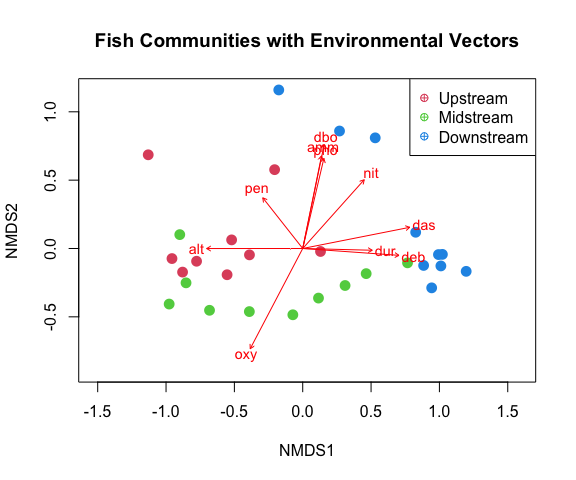 Fish Communities with Environmental Vectors
Upstream
Midstream
Downstream
dbo
amm
pho
nit
pen
das
alt
dur
deb
oxy
1.0
0.5
0.0
-0.5
NMDS2
-1.5 -1.0 -0.5 0.0 0.5 1.0 1.5
NMDS1